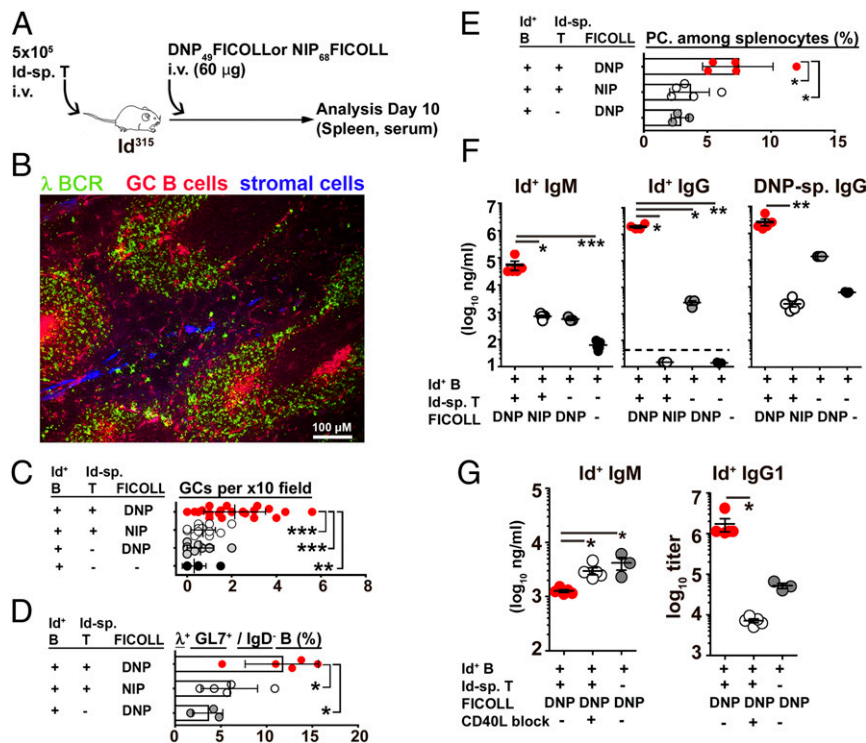 A
5x10⁵
Id-sp. T
i.v.
DNP₄₉FICOLLor NIP₆₈FICOLL
i.v. (60 µg)
Id³¹⁵
Analysis Day 10
(Spleen, serum)
B
λ BCR GC B cells stromal cells
100 µM
C
Id⁺ Id-sp.
B T FICOLL GCs per x10 field
+ + DNP
+ + NIP ***
+ - DNP ***
+ - - **
0 2 4 6 8
D
Id⁺ Id-sp.
B T FICOLL λ⁺ GL7⁺ / IgD⁻ B (%)
+ + DNP
+ + NIP *
+ - DNP *
0 5 10 15 20
E
Id⁺ Id-sp.
B T FICOLL PC. among splenocytes (%)
+ + DNP *
+ + NIP *
+ - DNP
0 5 10 15
F
Id⁺ IgM Id⁺ IgG DNP-sp. IgG
(log₁₀ ng/ml)
7
6
5
4
3
2
1
* *** * * ** **
Id⁺ B + + + + + + + + + + + +
Id-sp. T + + - - + + - - + + - -
FICOLL DNP NIP DNP - DNP NIP DNP - DNP NIP DNP -
G
Id⁺ IgM Id⁺ IgG1
(log₁₀ ng/ml)
5
4
3
2
* *
log₁₀ titer
7
6
5
4
*
Id⁺ B + + + + + +
Id-sp. T + + - + + -
FICOLL DNP DNP DNP DNP DNP DNP
CD40L block - + - - + -